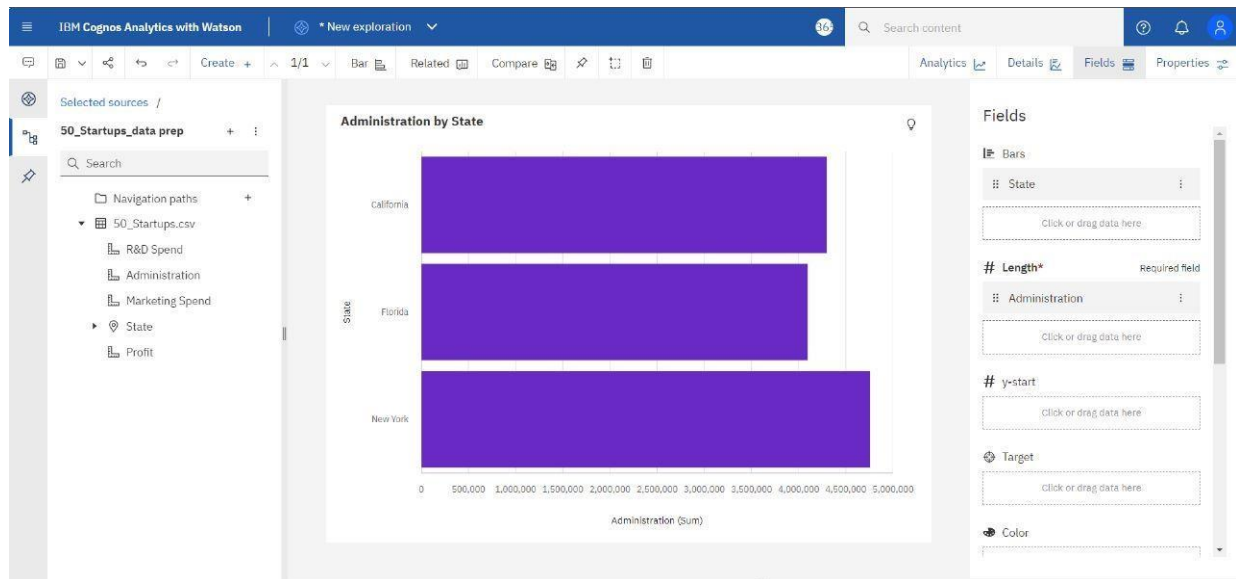 IBM Cognos Analytics with Watson
* New exploration
Search content
Create +
1/1
Bar
Related
Compare
Analytics
Details
Fields
Properties
Selected sources /
50_Startups_data prep
Search
Navigation paths
50_Startups.csv
R&D Spend
Administration
Marketing Spend
State
Profit
Administration by State
California
Florida
New York
State
0 500,000 1,000,000 1,500,000 2,000,000 2,500,000 3,000,000 3,500,000 4,000,000 4,500,000 5,000,000
Administration (Sum)
Fields
Bars
State
Click or drag data here
# Length* Required field
Administration
Click or drag data here
# y-start
Click or drag data here
Target
Click or drag data here
Color